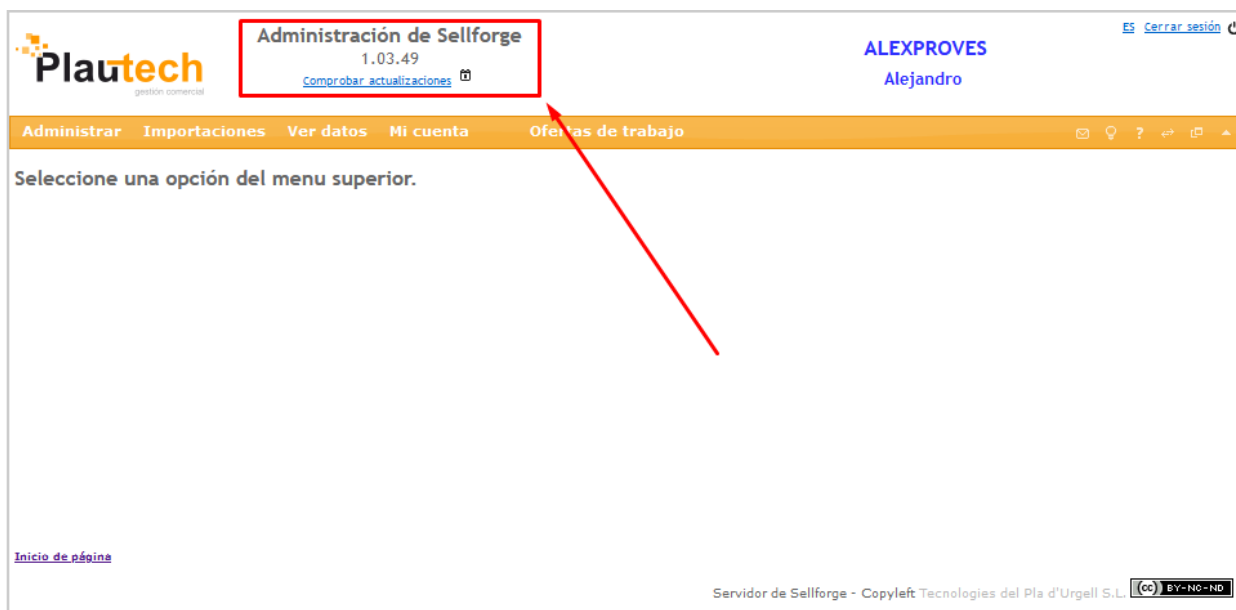 Plautech
gestión comercial
Administración de Sellforge
1.03.49
Comprobar actualizaciones
ALEXPROVES
Alejandro
ES Cerrar sesión
Administrar Importaciones Ver datos Mi cuenta Ofertas de trabajo ?
Seleccione una opción del menu superior.
Inicio de página
Servidor de Sellforge - Copyleft Tecnologies del Pla d'Urgell S.L. (cc) BY-NC-ND